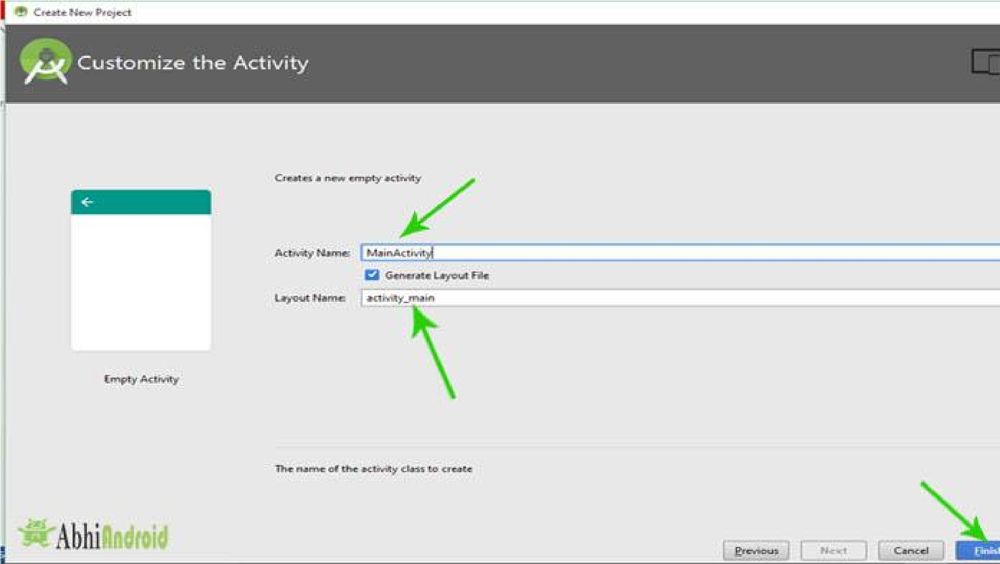 Create New Project
Customize the Activity
Creates a new empty activity
Activity Name: MainActivity
Generate Layout File
Layout Name: activity_main
Empty Activity
The name of the activity class to create
AbhiAndroid
Previous Next Cancel Finis